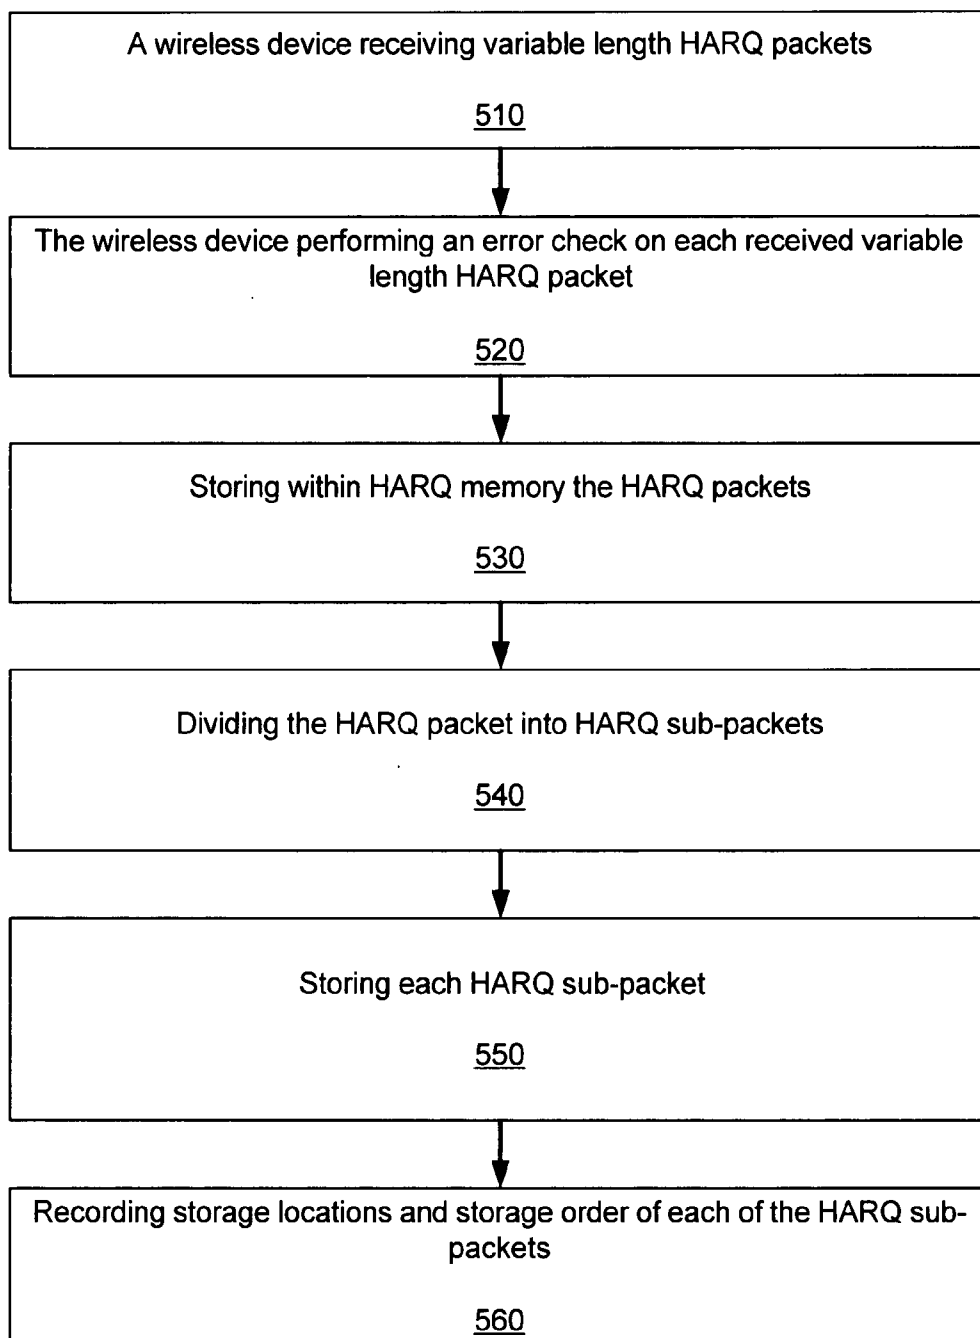 A wireless device receiving variable length HARQ packets
510
The wireless device performing an error check on each received variable
length HARQ packet
520
Storing within HARQ memory the HARQ packets
530
Dividing the HARQ packet into HARQ sub-packets
540
Storing each HARQ sub-packet
550
Recording storage locations and storage order of each of the HARQ sub-
packets
560